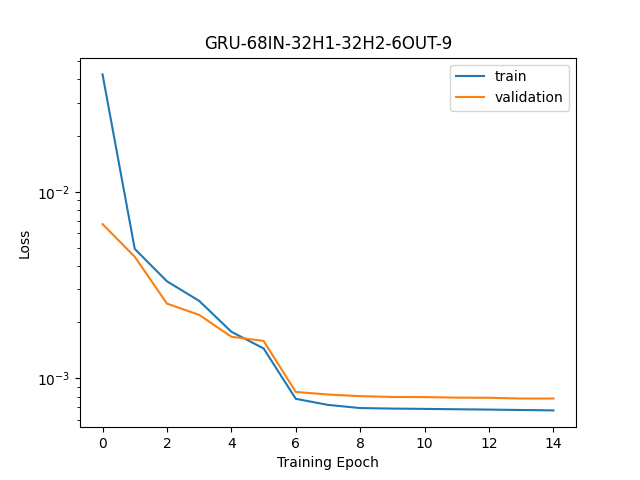 GRU-68IN-32H1-32H2-6OUT-9
train
validation
Loss
10⁻²
10⁻³
0 2 4 6 8 10 12 14
Training Epoch